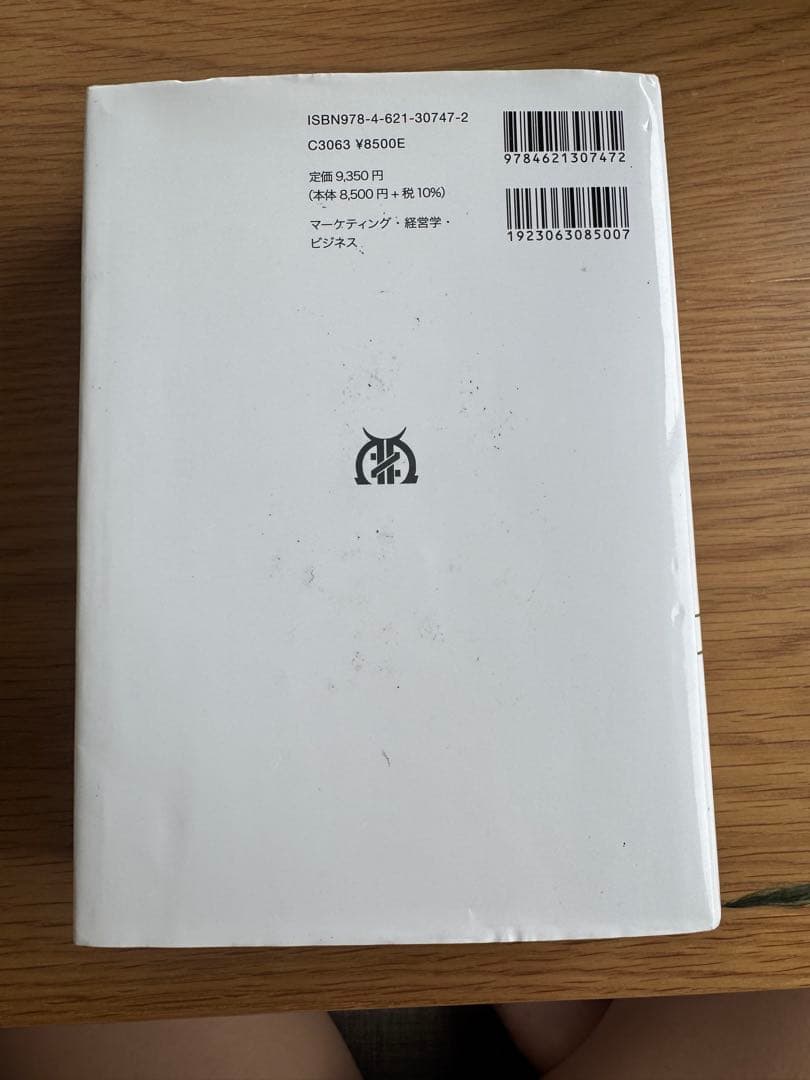 ISBN978-4-621-30747-2
C3063 ¥8500E
定価 9,350 円
(本体 8,500 円 + 税 10%)
マーケティング・経営学・
ビジネス
9784621307472
1923063085007